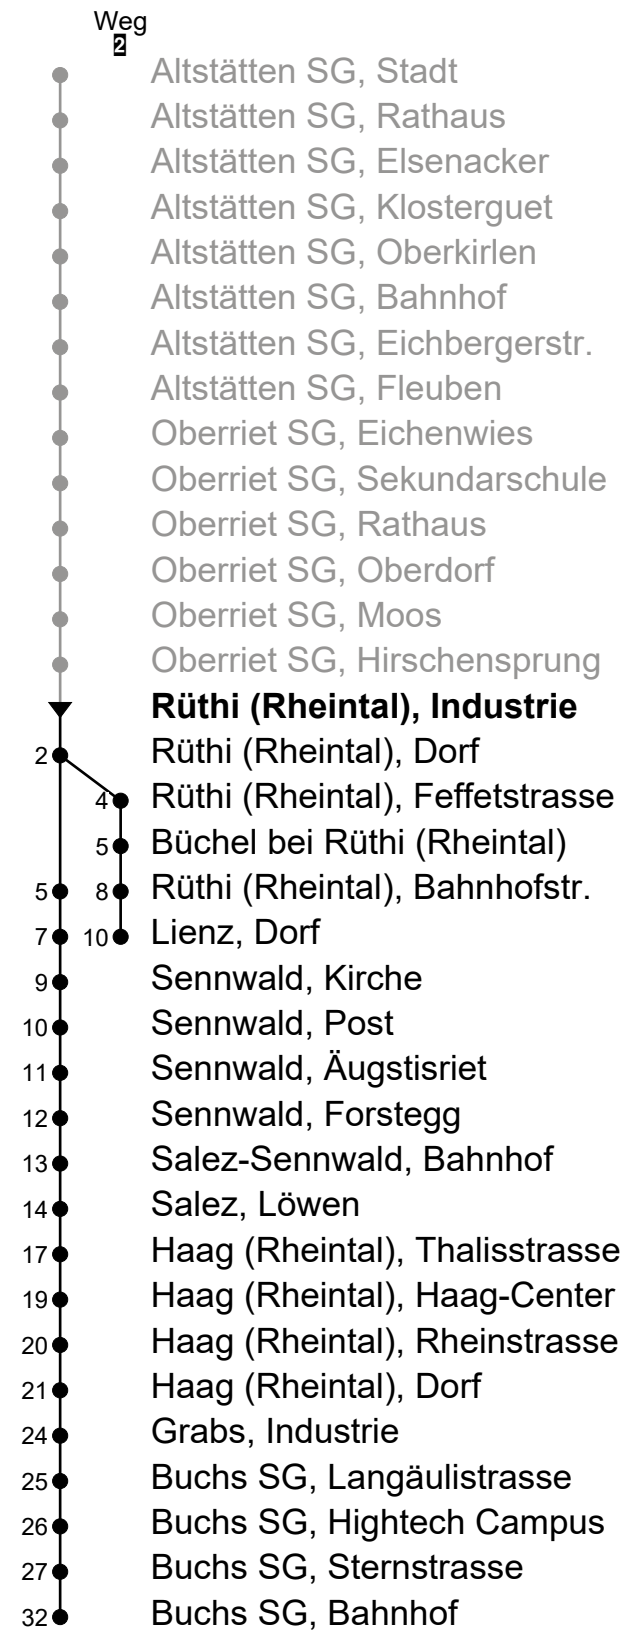 Weg
2
Altstätten SG, Stadt
Altstätten SG, Rathaus
Altstätten SG, Elsenacker
Altstätten SG, Klosterguet
Altstätten SG, Oberkirlen
Altstätten SG, Bahnhof
Altstätten SG, Eichbergerstr.
Altstätten SG, Fleuben
Oberriet SG, Eichenwies
Oberriet SG, Sekundarschule
Oberriet SG, Rathaus
Oberriet SG, Oberdorf
Oberriet SG, Moos
Oberriet SG, Hirschensprung
Rüthi (Rheintal), Industrie
2 Rüthi (Rheintal), Dorf
4 Rüthi (Rheintal), Feffetstrasse
5 Büchel bei Rüthi (Rheintal)
5 8 Rüthi (Rheintal), Bahnhofstr.
7 10 Lienz, Dorf
9 Sennwald, Kirche
10 Sennwald, Post
11 Sennwald, Äugstisriet
12 Sennwald, Forstegg
13 Salez-Sennwald, Bahnhof
14 Salez, Löwen
17 Haag (Rheintal), Thalisstrasse
19 Haag (Rheintal), Haag-Center
20 Haag (Rheintal), Rheinstrasse
21 Haag (Rheintal), Dorf
24 Grabs, Industrie
25 Buchs SG, Langäulistrasse
26 Buchs SG, Hightech Campus
27 Buchs SG, Sternstrasse
32 Buchs SG, Bahnhof